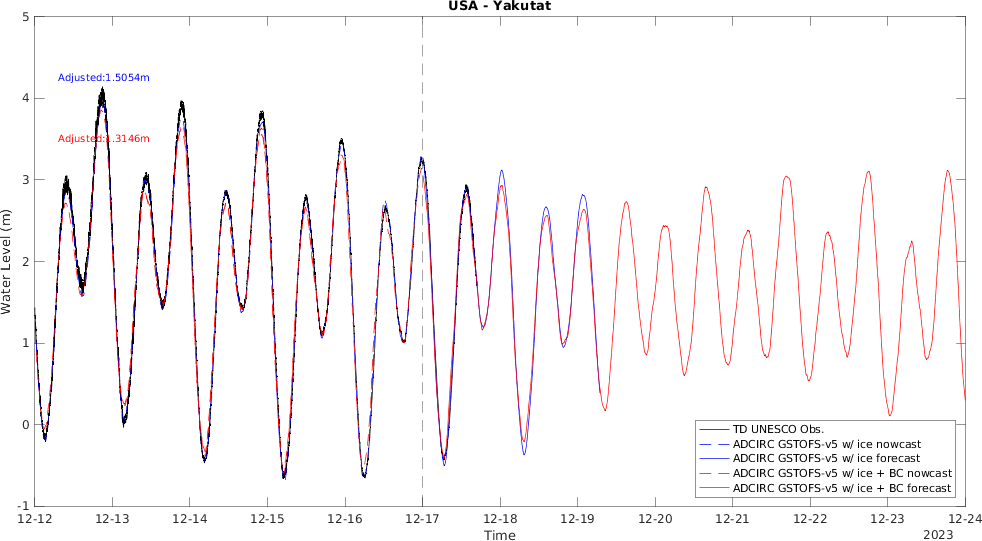 USA - Yakutat
5
4
3
2
1
0
-1
Water Level (m)
Adjusted:1.5054m
Adjusted:1.3146m
TD UNESCO Obs.
ADCIRC GSTOFS-v5 w/ ice nowcast
ADCIRC GSTOFS-v5 w/ ice forecast
ADCIRC GSTOFS-v5 w/ ice + BC nowcast
ADCIRC GSTOFS-v5 w/ ice + BC forecast
12-12 12-13 12-14 12-15 12-16 12-17 12-18 12-19 12-20 12-21 12-22 12-23 12-24
Time
2023